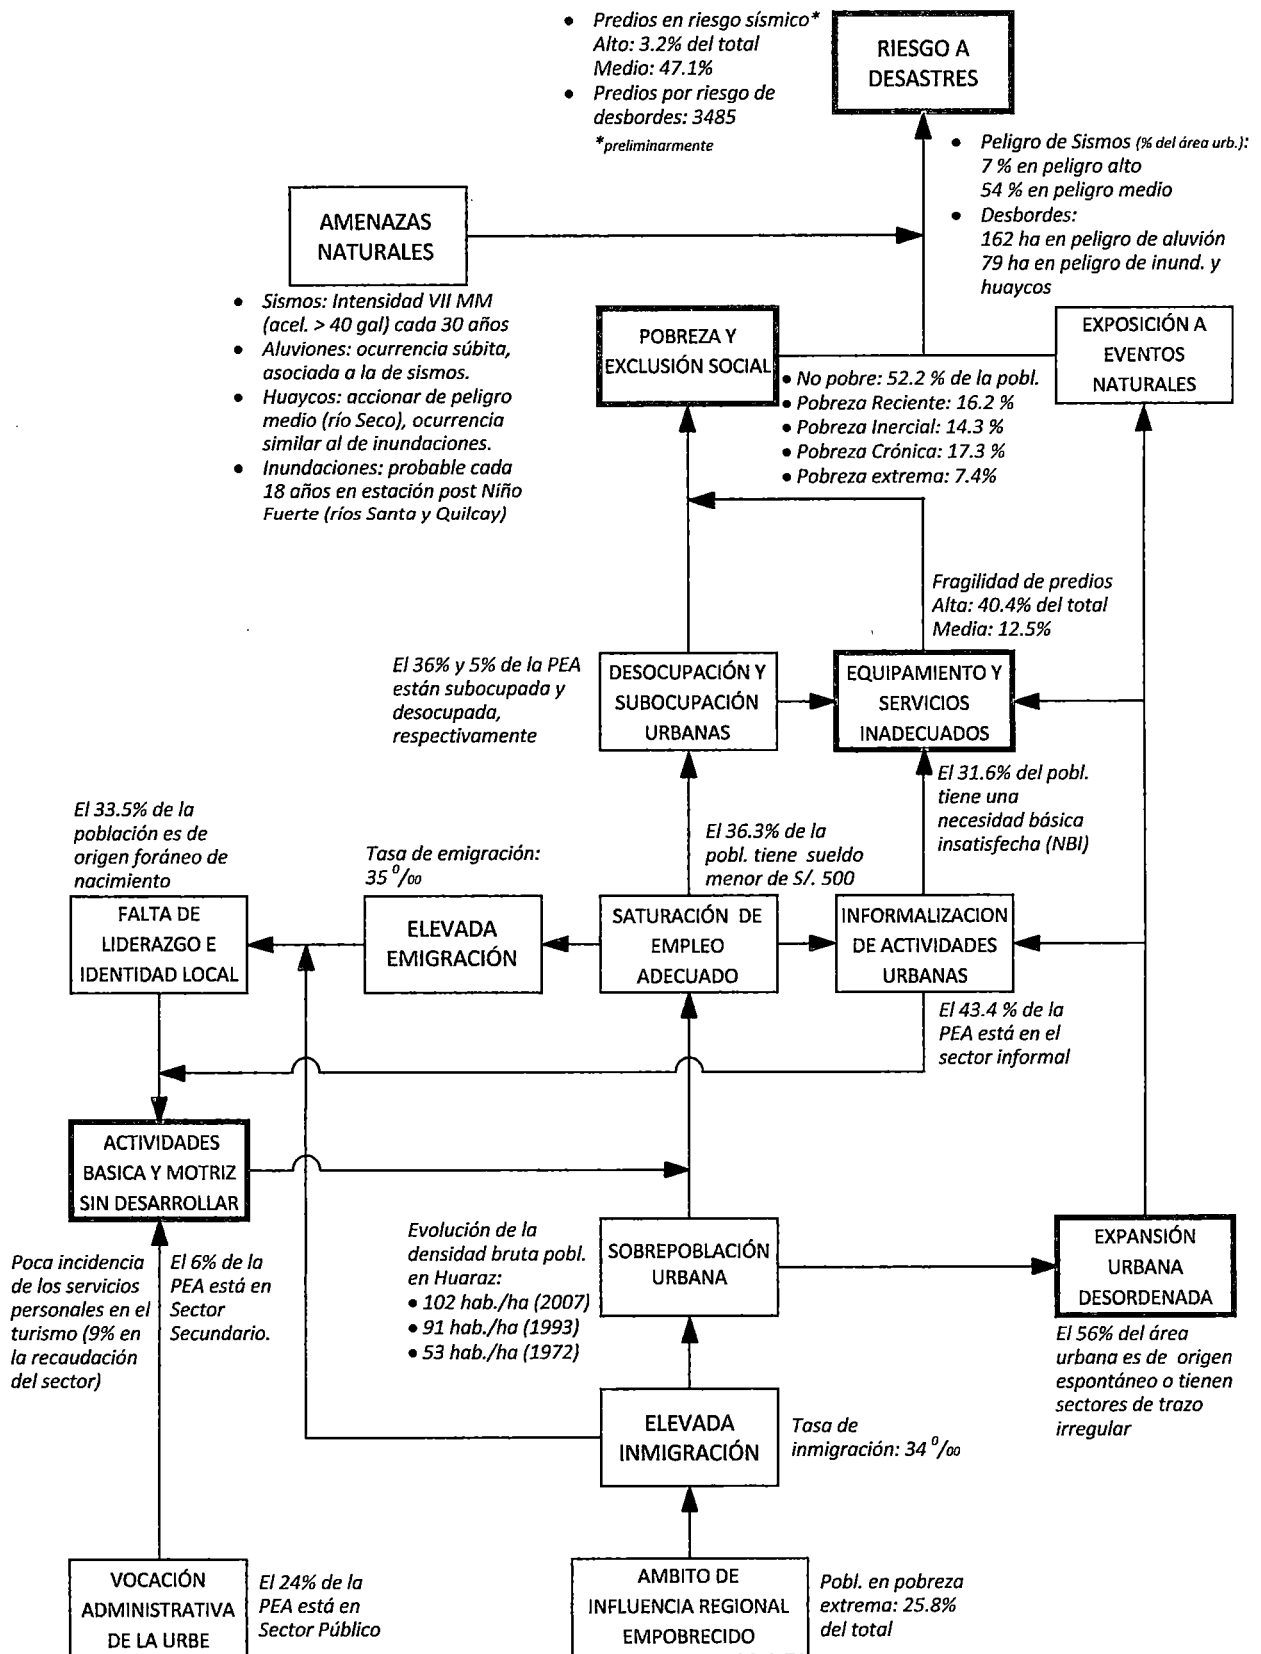 • Predios en riesgo sísmico*
Alto: 3.2% del total
Medio: 47.1%
• Predios por riesgo de
desbordes: 3485
*preliminarmente
RIESGO A
DESASTRES
• Peligro de Sismos (% del área urb.):
7 % en peligro alto
54 % en peligro medio
• Desbordes:
162 ha en peligro de aluvión
79 ha en peligro de inund. y
huaycos
AMENAZAS
NATURALES
• Sismos: Intensidad VII MM
(acel. > 40 gal) cada 30 años
• Aluviones: ocurrencia súbita,
asociada a la de sismos.
• Huaycos: accionar de peligro
medio (río Seco), ocurrencia
similar al de inundaciones.
• Inundaciones: probable cada
18 años en estación post Niño
Fuerte (ríos Santa y Quilcay)
POBREZA Y
EXCLUSIÓN SOCIAL
EXPOSICIÓN A
EVENTOS
NATURALES
• No pobre: 52.2 % de la pobl.
• Pobreza Reciente: 16.2 %
• Pobreza Inercial: 14.3 %
• Pobreza Crónica: 17.3 %
• Pobreza extrema: 7.4%
Fragilidad de predios
Alta: 40.4% del total
Media: 12.5%
El 36% y 5% de la PEA
están subocupada y
desocupada,
respectivamente
DESOCUPACIÓN Y
SUBOCUPACIÓN
URBANAS
EQUIPAMIENTO Y
SERVICIOS
INADECUADOS
El 31.6% del pobl.
tiene una
necesidad básica
insatisfecha (NBI)
El 33.5% de la
población es de
origen foráneo de
nacimiento
Tasa de emigración:
35 º/oo
El 36.3% de la
pobl. tiene sueldo
menor de S/. 500
FALTA DE
LIDERAZGO E
IDENTIDAD LOCAL
ELEVADA
EMIGRACIÓN
SATURACIÓN DE
EMPLEO
ADECUADO
INFORMALIZACION
DE ACTIVIDADES
URBANAS
El 43.4 % de la
PEA está en el
sector informal
ACTIVIDADES
BASICA Y MOTRIZ
SIN DESARROLLAR
Poca incidencia
de los servicios
personales en el
turismo (9% en
la recaudación
del sector)
El 6% de la
PEA está en
Sector
Secundario.
Evolución de la
densidad bruta pobl.
en Huaraz:
• 102 hab./ha (2007)
• 91 hab./ha (1993)
• 53 hab./ha (1972)
SOBREPOBLACIÓN
URBANA
EXPANSIÓN
URBANA
DESORDENADA
El 56% del área
urbana es de origen
espontáneo o tienen
sectores de trazo
irregular
ELEVADA
INMIGRACIÓN
Tasa de
inmigración: 34 º/oo
VOCACIÓN
ADMINISTRATIVA
DE LA URBE
El 24% de la
PEA está en
Sector Público
AMBITO DE
INFLUENCIA REGIONAL
EMPOBRECIDO
Pobl. en pobreza
extrema: 25.8%
del total